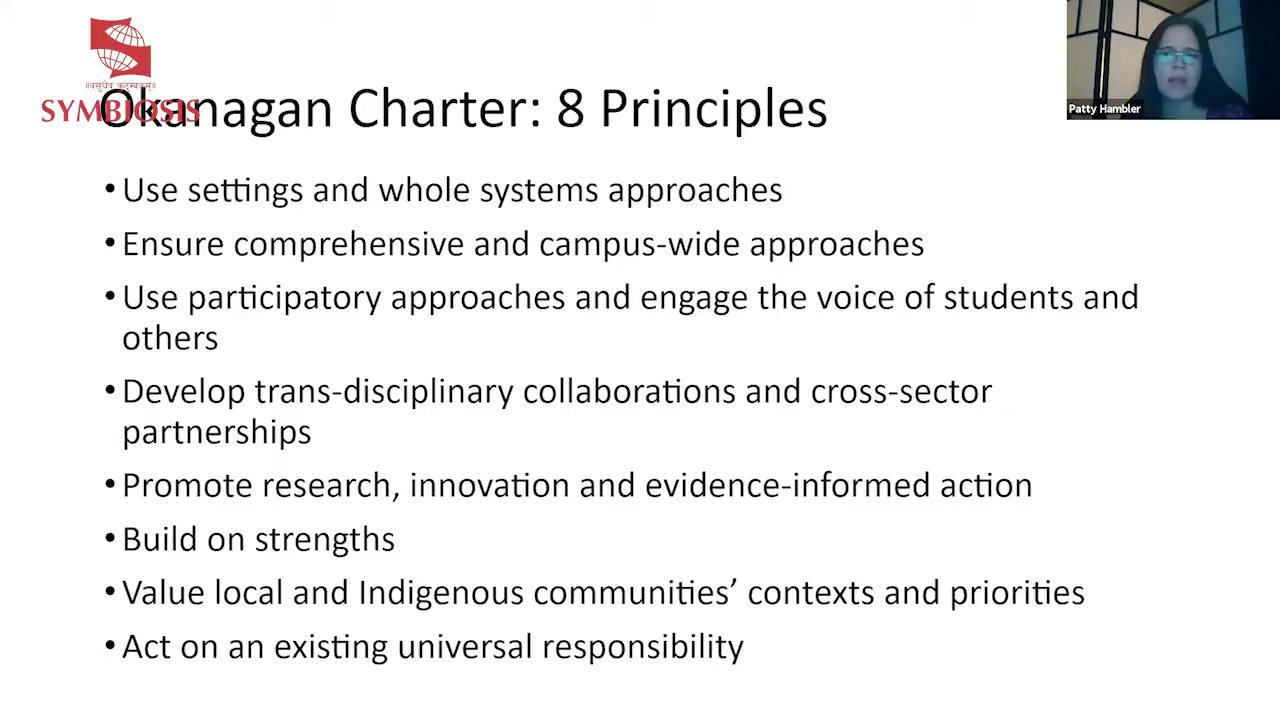 ॥वसुधैव कुटुम्बकम्॥
SYMBIOSIS
Okanagan Charter: 8 Principles
Patty Hambler
• Use settings and whole systems approaches
• Ensure comprehensive and campus-wide approaches
• Use participatory approaches and engage the voice of students and
others
• Develop trans-disciplinary collaborations and cross-sector
partnerships
• Promote research, innovation and evidence-informed action
• Build on strengths
• Value local and Indigenous communities’ contexts and priorities
• Act on an existing universal responsibility